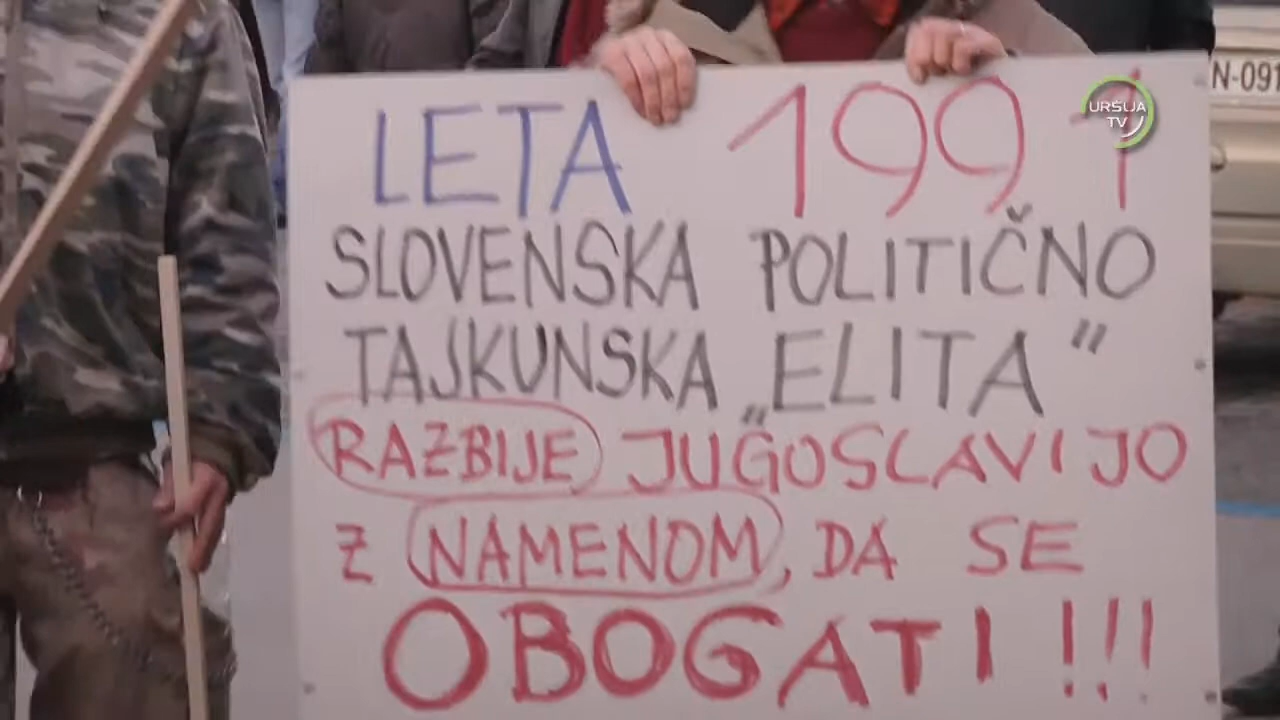 LETA 1991
SLOVENSKA POLITIČNO
TAJKUNSKA „ELITA"
RAZBIJE JUGOSLAVIJO
Z NAMENOM, DA SE
OBOGATI!!!
URŠLJA
TV
N-091